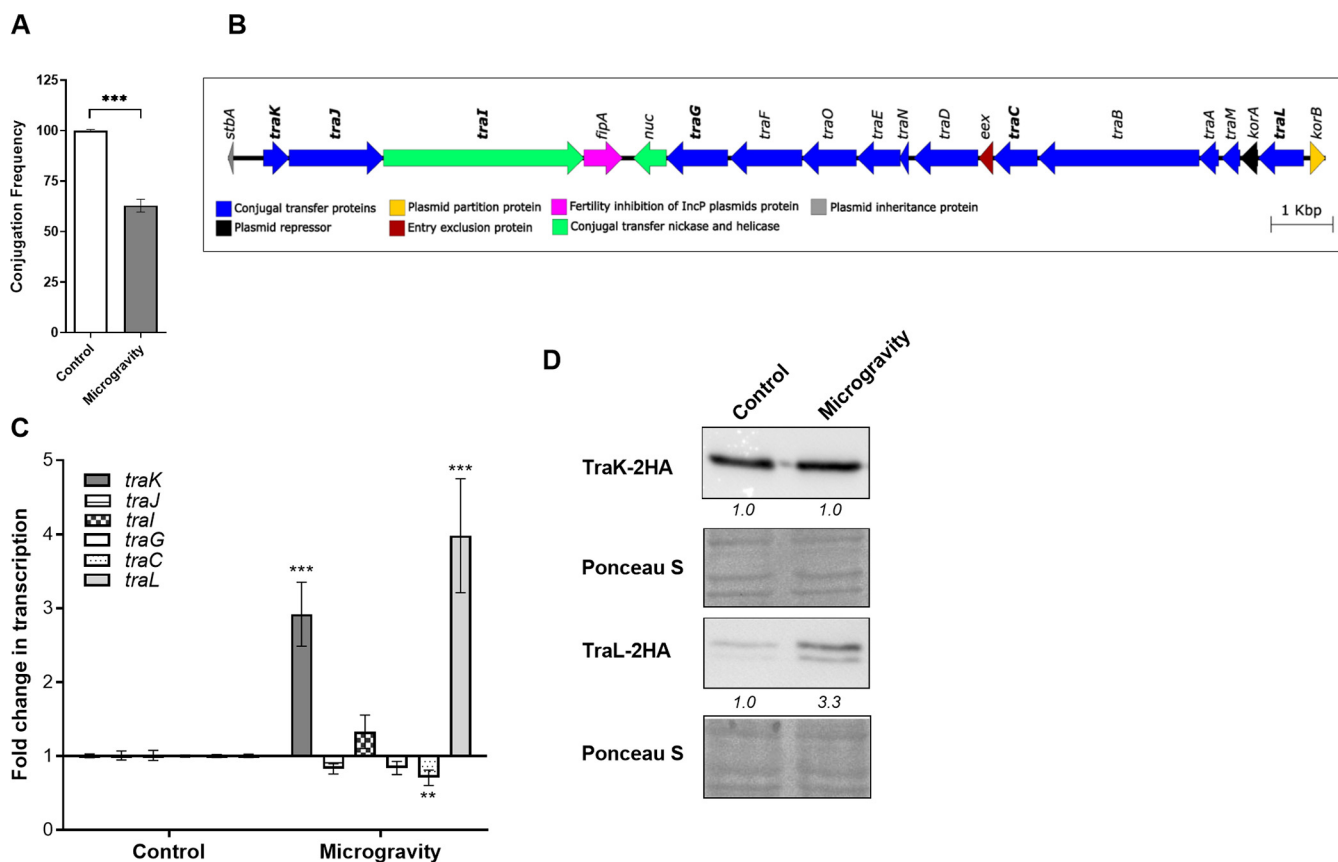 A
Conjugation Frequency
125
100
75
50
25
0
***
Control
Microgravity
B
stbA
traK
traJ
traI
fipA
nuc
traG
traF
traO
traE
traN
traD
eex
traC
traB
traA
traM
korA
traL
korB
Conjugal transfer proteins
Plasmid partition protein
Fertility inhibition of IncP plasmids protein
Plasmid inheritance protein
Plasmid repressor
Entry exclusion protein
Conjugal transfer nickase and helicase
1 Kbp
C
Fold change in transcription
5
4
3
2
1
0
traK
traJ
traI
traG
traC
traL
***
**
***
Control
Microgravity
D
Control
Microgravity
TraK-2HA
1.0
1.0
Ponceau S
TraL-2HA
1.0
3.3
Ponceau S